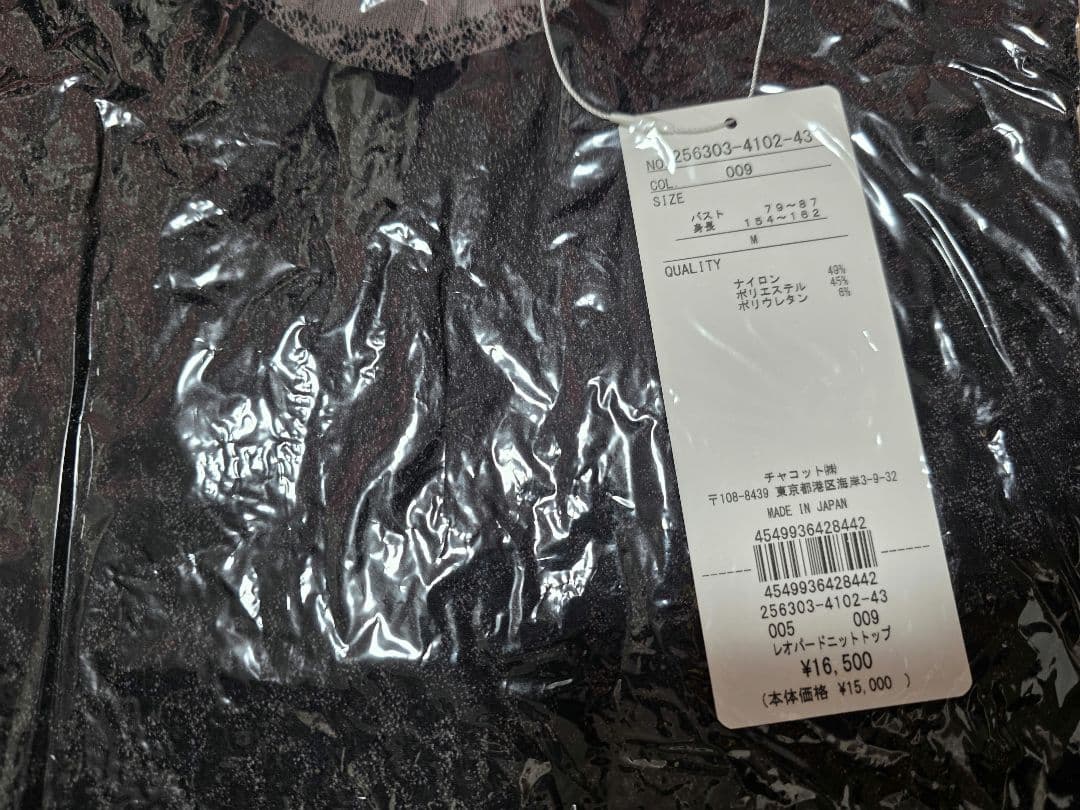 NO. 256303-4102-43
COL. 009
SIZE
バスト 79~87
身長 154~162
M
QUALITY
ナイロン 49%
ポリエステル 45%
ポリウレタン 6%
チャコット㈱
〒108-8439 東京都港区海岸3-9-32
MADE IN JAPAN
4549936428442
4549936428442
256303-4102-43
005 009
レオパードニットトップ
¥16,500
(本体価格 ¥15,000 )